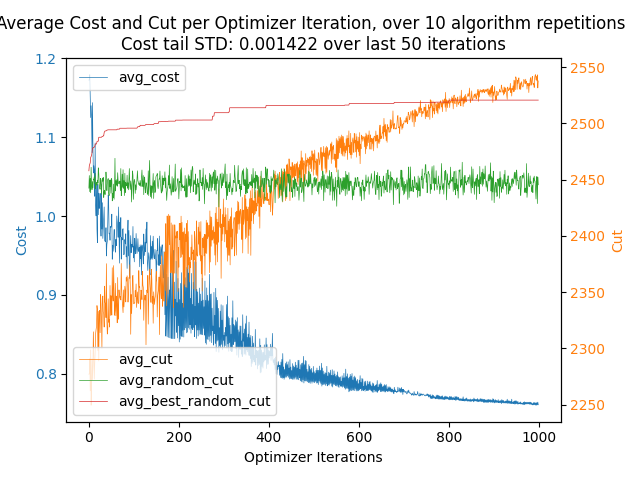 Average Cost and Cut per Optimizer Iteration, over 10 algorithm repetitions
Cost tail STD: 0.001422 over last 50 iterations
1.2
1.1
1.0
0.9
0.8
Cost
avg_cost
avg_cut
avg_random_cut
avg_best_random_cut
2550
2500
2450
2400
2350
2300
2250
Cut
0 200 400 600 800 1000
Optimizer Iterations